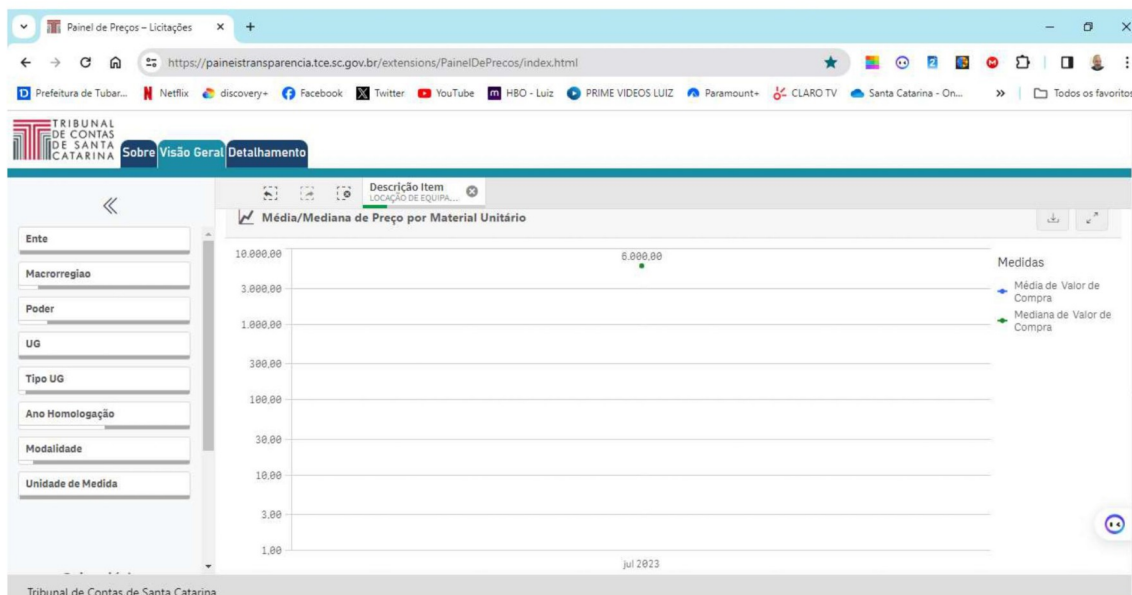 Painel de Preços – Licitações
https://paineistransparencia.tce.sc.gov.br/extensions/PainelDePrecos/index.html
Prefeitura de Tubar... Netflix discovery+ Facebook Twitter YouTube HBO - Luiz PRIME VIDEOS LUIZ Paramount+ CLARO TV Santa Catarina - On... » Todos os favoritos
TRIBUNAL
DE CONTAS
DE SANTA
CATARINA
Sobre Visão Geral Detalhamento
Descrição Item
LOCAÇÃO DE EQUIPA....
Média/Mediana de Preço por Material Unitário
Ente
Macrorregiao
Poder
UG
Tipo UG
Ano Homologação
Modalidade
Unidade de Medida
10.000,00
3.000,00
1.000,00
300,00
100,00
30,00
10,00
3,00
1,00
6.000,00
jul 2023
Medidas
Média de Valor de
Compra
Mediana de Valor de
Compra
Tribunal de Contas de Santa Catarina